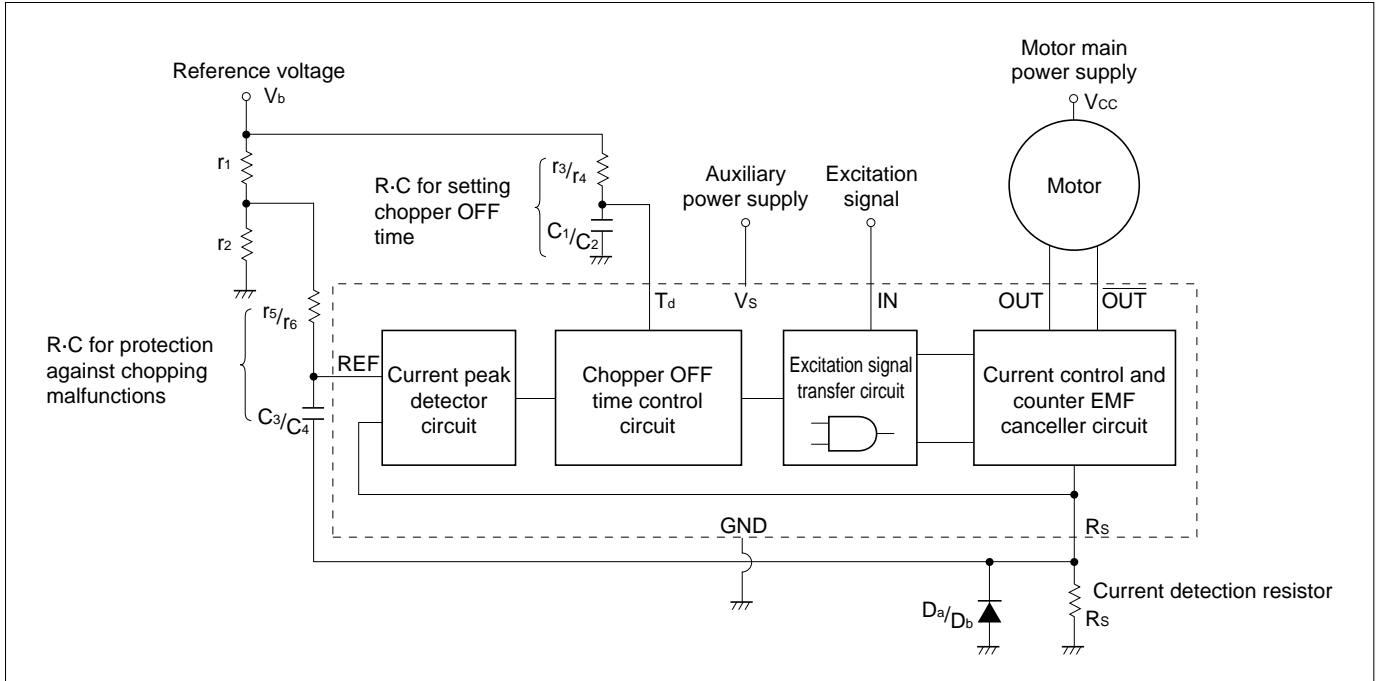 Motor main
power supply
Reference voltage
Vb
VCC
r1
r3/r4
R·C for setting
chopper OFF
time
Auxiliary
power supply
Excitation
signal
Motor
r2
C1/C2
r5/r6
Td
VS
IN
OUT
OUT
R·C for protection
against chopping
malfunctions
REF
Current peak
detector
circuit
Chopper OFF
time control
circuit
Excitation signal
transfer circuit
Current control and
counter EMF
canceller circuit
C3/C4
GND
RS
Da/Db
Current detection resistor
RS